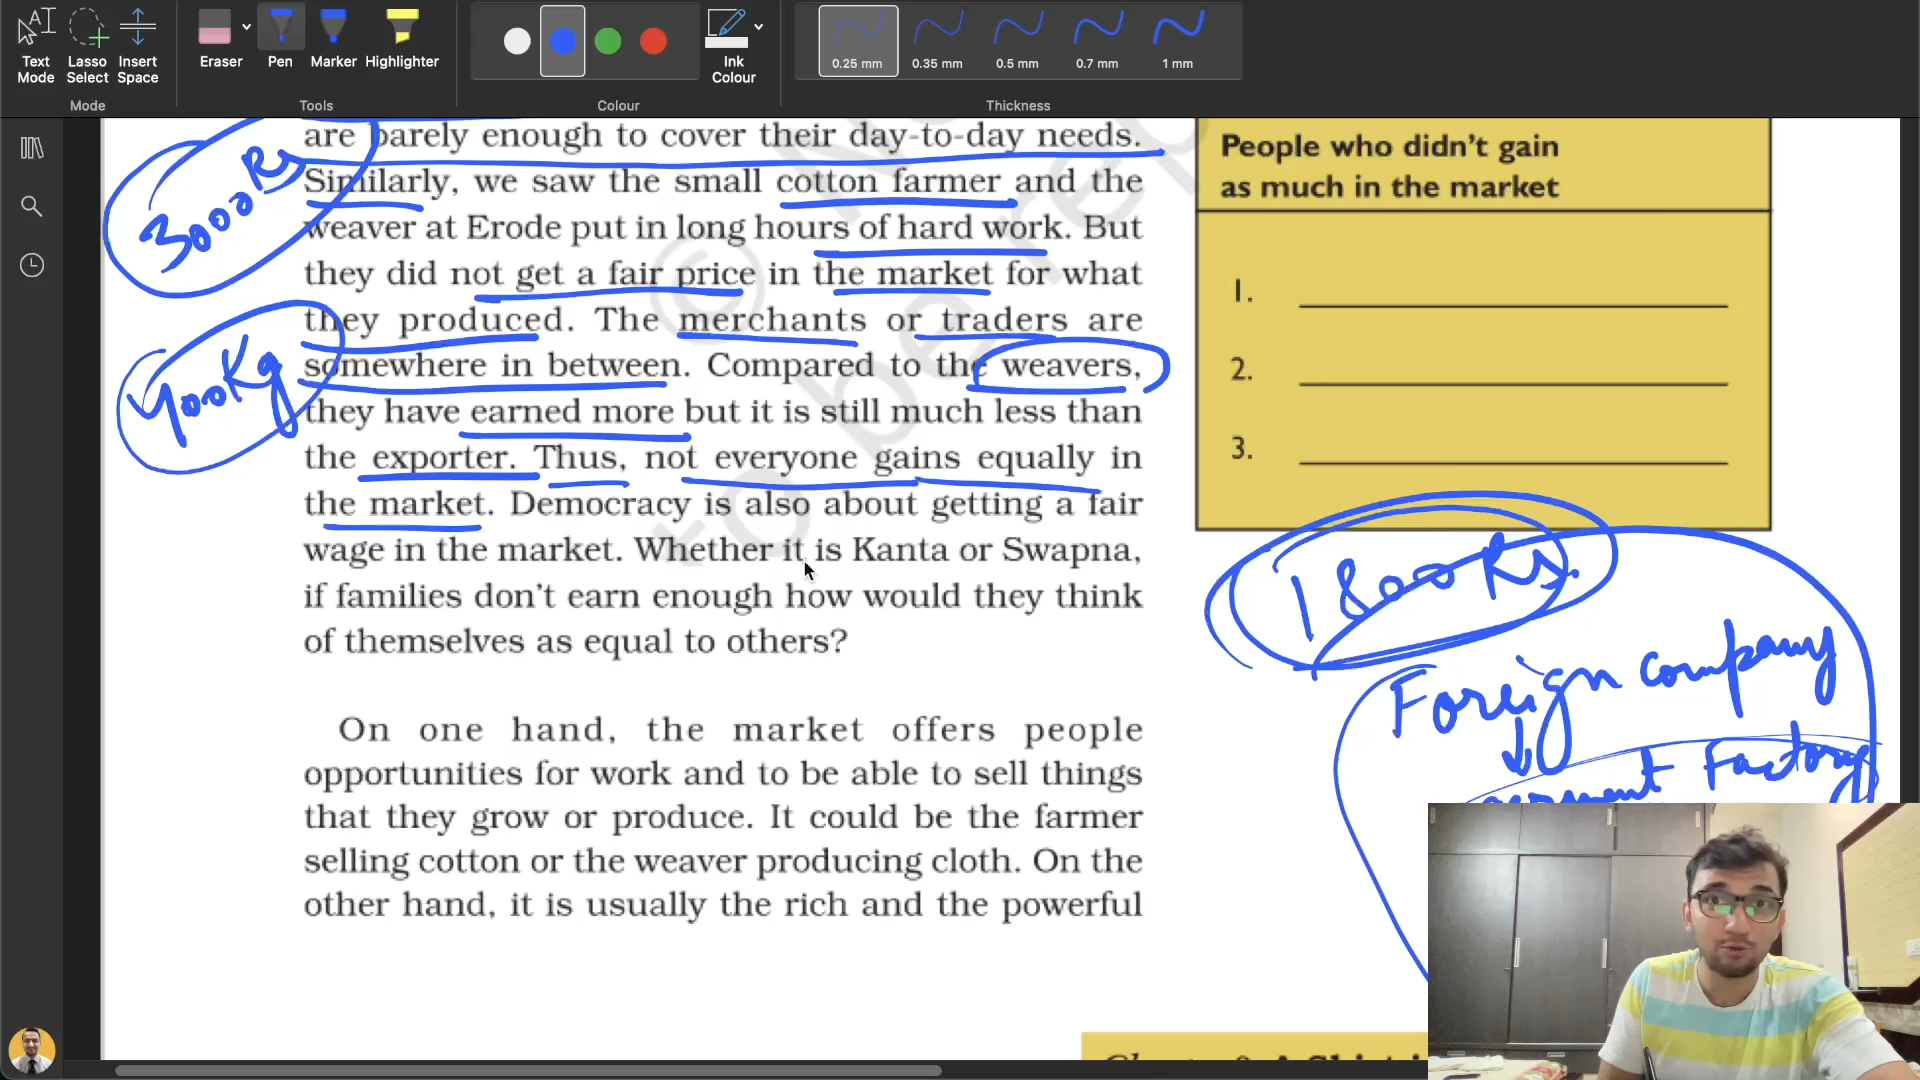 Text
Mode
Lasso
Select
Insert
Space
Eraser
Pen
Marker
Highlighter
Ink
Colour
0.25 mm
0.35 mm
0.5 mm
0.7 mm
1 mm
Mode
Tools
Colour
Thickness
are barely enough to cover their day-to-day needs.
Similarly, we saw the small cotton farmer and the
weaver at Erode put in long hours of hard work. But
they did not get a fair price in the market for what
they produced. The merchants or traders are
somewhere in between. Compared to the weavers,
they have earned more but it is still much less than
the exporter. Thus, not everyone gains equally in
the market. Democracy is also about getting a fair
wage in the market. Whether it is Kanta or Swapna,
if families don't earn enough how would they think
of themselves as equal to others?
On one hand, the market offers people
opportunities for work and to be able to sell things
that they grow or produce. It could be the farmer
selling cotton or the weaver producing cloth. On the
other hand, it is usually the rich and the powerful
3000Rs
400Kg
People who didn't gain
as much in the market
1.
2.
3.
1800 Rs.
Foreign company
garment Factory
©
to be rep